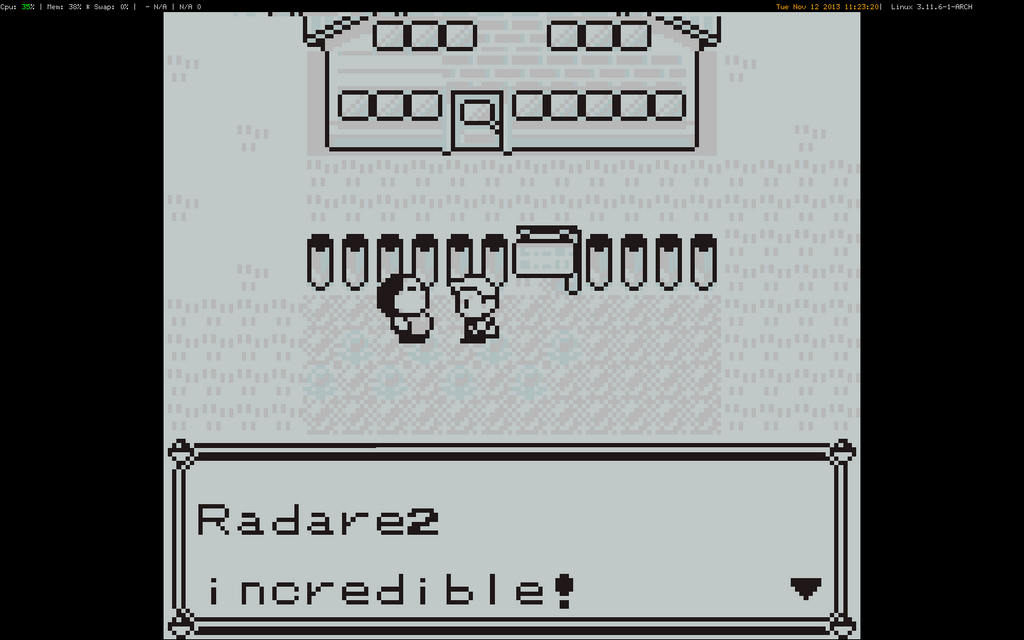 Cpu: 35% | Mem: 38% # Swap: 0% |  - N/A | N/A 0
Tue Nov 12 2013 11:23:20|  Linux 3.11.6-1-ARCH
Radare2
incredible!